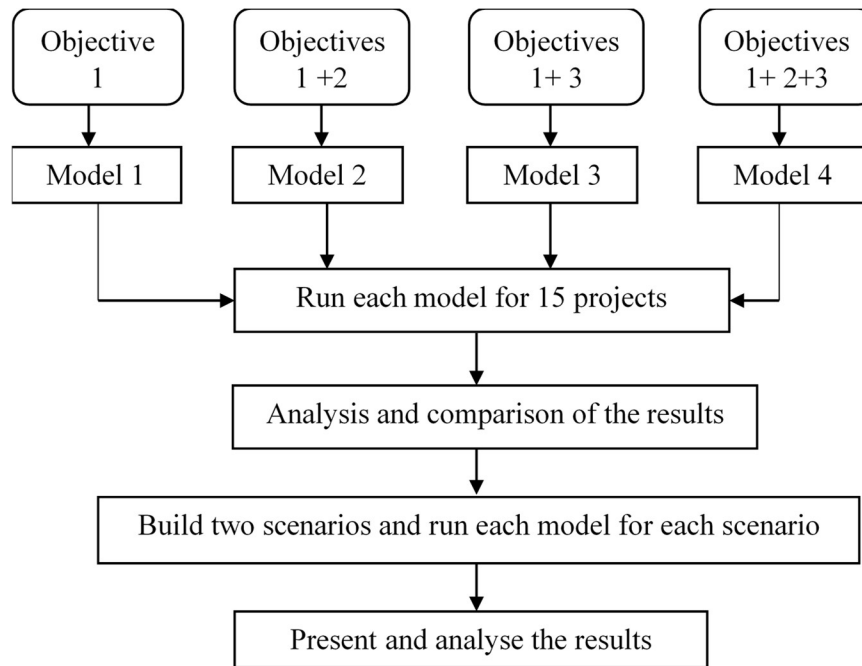 Objective
1
Objectives
1 +2
Objectives
1+ 3
Objectives
1+ 2+3
Model 1
Model 2
Model 3
Model 4
Run each model for 15 projects
Analysis and comparison of the results
Build two scenarios and run each model for each scenario
Present and analyse the results